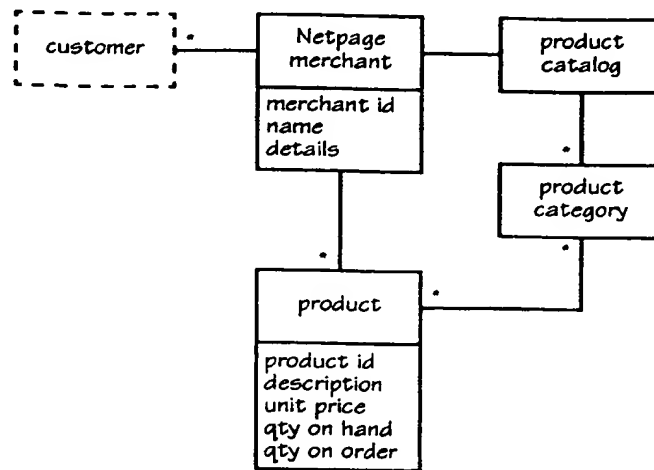 customer
*
Netpage
merchant
merchant id
name
details
product
catalog
*
product
category
*
*
product
*
product id
description
unit price
qty on hand
qty on order